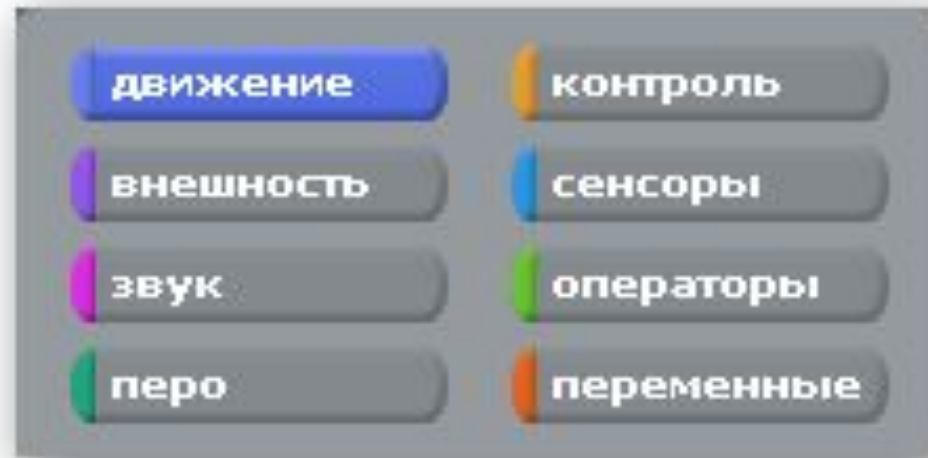 движение
контроль
внешность
сенсоры
звук
операторы
перо
переменные